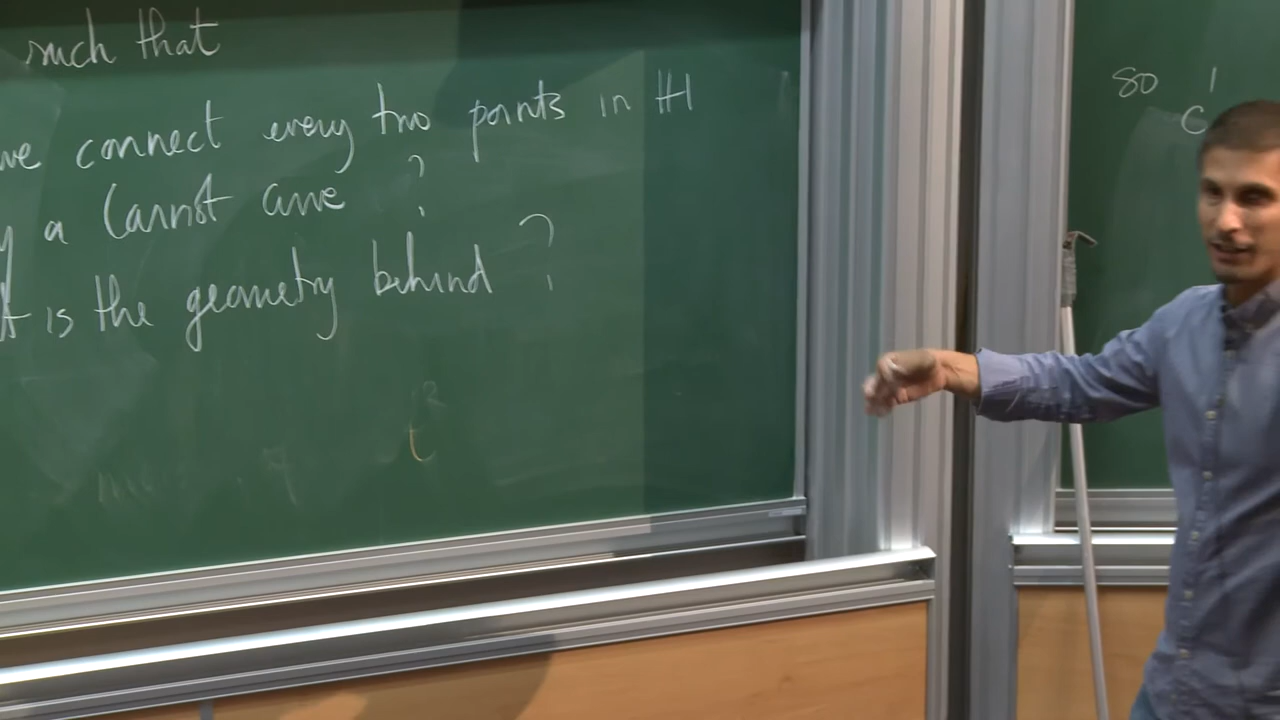 such that
we connect every two points in ℍ
a Carnot curve ?
is the geometry behind ?
so